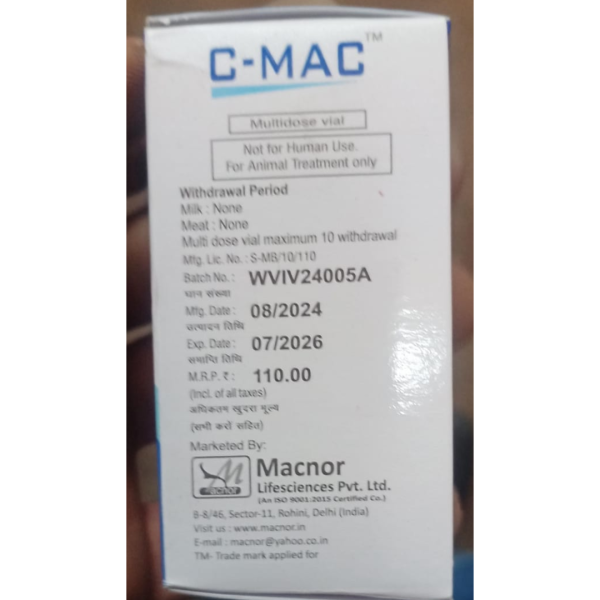 C-MAC™
Multidose vial
Not for Human Use.
For Animal Treatment only
Withdrawal Period
Milk : None
Meat : None
Multi dose vial maximum 10 withdrawal
Mfg. Lic. No. : S-MB/10/110
Batch No. : WVIV24005A
धान संख्या
Mfg. Date : 08/2024
उत्पादन तिथि
Exp. Date : 07/2026
समाप्ति तिथि
M.R.P. ₹ : 110.00
(Incl. of all taxes)
अधिकतम खुदरा मूल्य
(सभी करों सहित)
Marketed By:
macnor
Macnor
Lifesciences Pvt. Ltd.
(An ISO 9001:2015 Certified Co.)
B-8/46, Sector-11, Rohini, Delhi (India)
Visit us : www.macnor.in
E-mail : macnor@yahoo.co.in
TM- Trade mark applied for